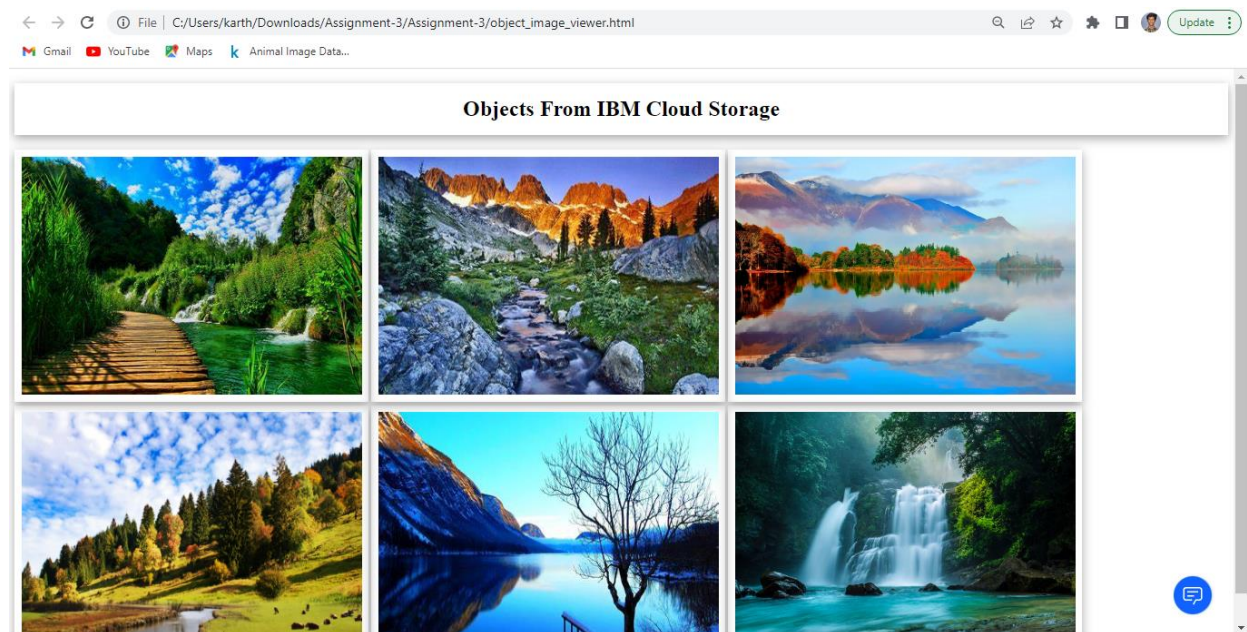 File | C:/Users/karth/Downloads/Assignment-3/Assignment-3/object_image_viewer.html
Update
Gmail YouTube Maps Animal Image Data...
Objects From IBM Cloud Storage